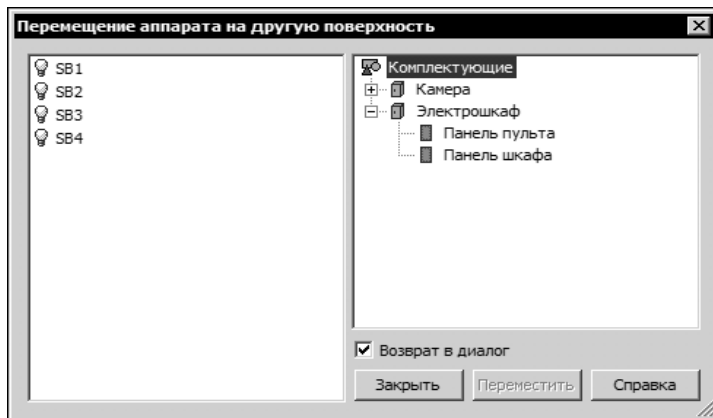 Перемещение аппарата на другую поверхность
SB1
SB2
SB3
SB4
Комплектующие
Камера
Электрошкаф
Панель пульта
Панель шкафа
Возврат в диалог
Закрыть Переместить Справка